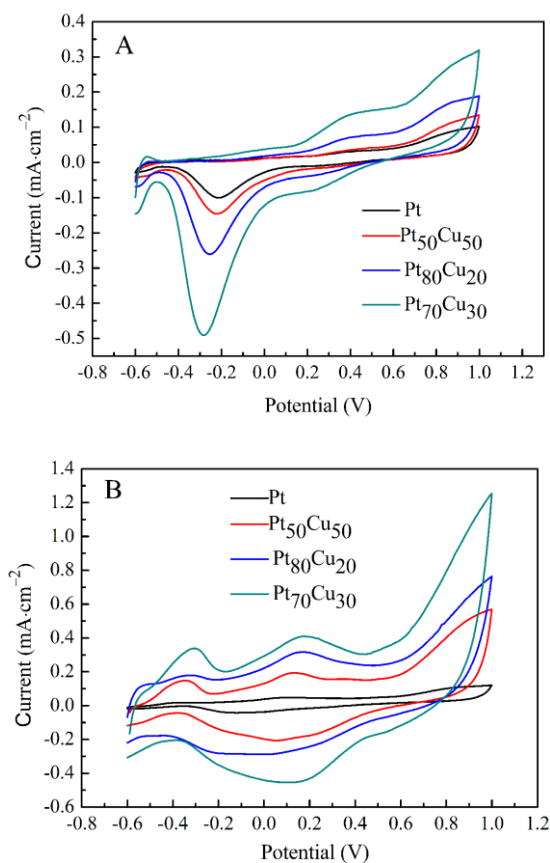 A
0.4
0.3
0.2
0.1
0.0
-0.1
-0.2
-0.3
-0.4
-0.5
Current (mA·cm⁻²)
Pt
Pt₅₀Cu₅₀
Pt₈₀Cu₂₀
Pt₇₀Cu₃₀
-0.8 -0.6 -0.4 -0.2 0.0 0.2 0.4 0.6 0.8 1.0 1.2
Potential (V)
B
1.4
1.2
1.0
0.8
0.6
0.4
0.2
0.0
-0.2
-0.4
-0.6
Current (mA·cm⁻²)
Pt
Pt₅₀Cu₅₀
Pt₈₀Cu₂₀
Pt₇₀Cu₃₀
-0.8 -0.6 -0.4 -0.2 0.0 0.2 0.4 0.6 0.8 1.0 1.2
Potential (V)